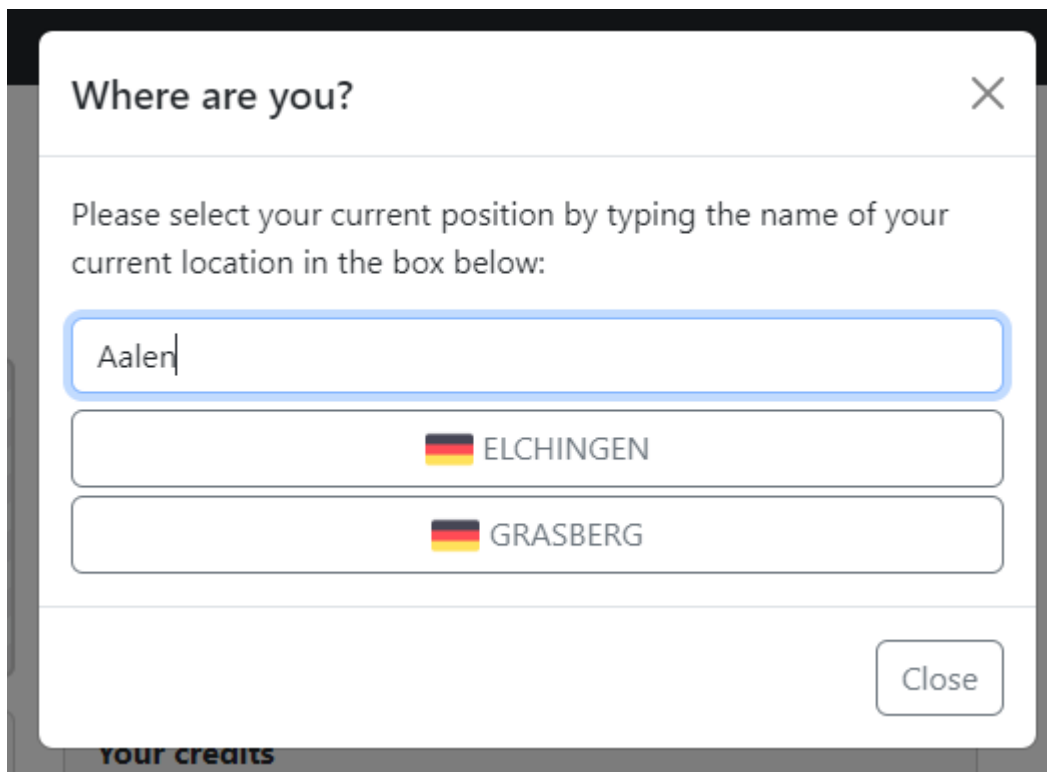 Where are you?
Please select your current position by typing the name of your
current location in the box below:
Aalen
ELCHINGEN
GRASBERG
Close
Your credits